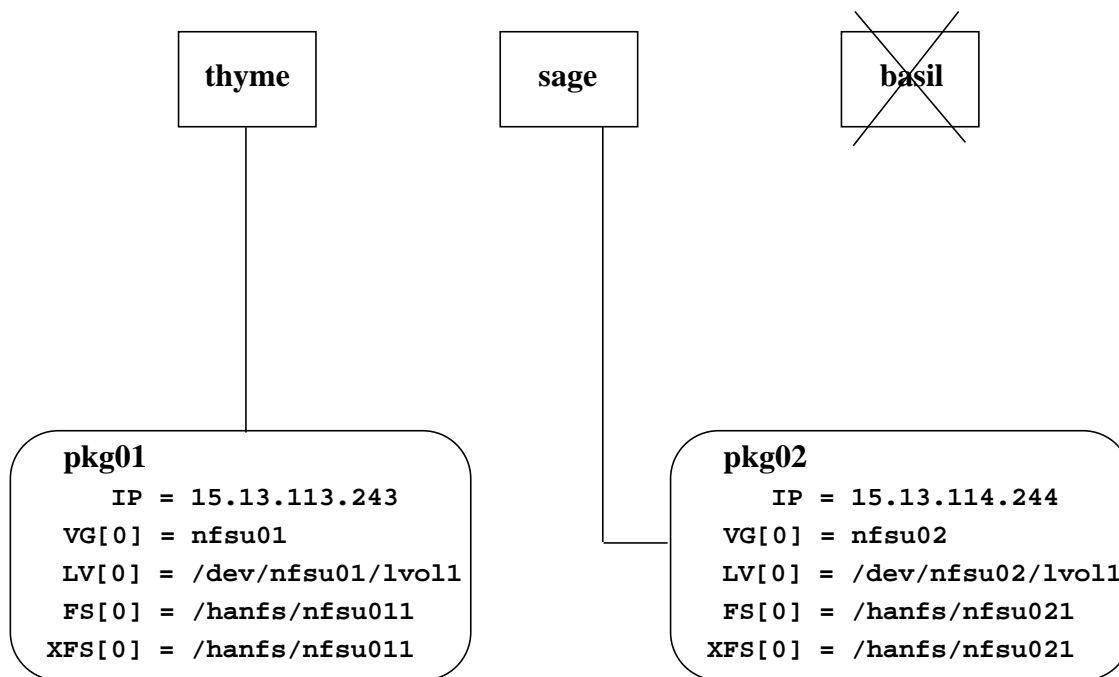 thyme
sage
basil
pkg01
IP = 15.13.113.243
VG[0] = nfsu01
LV[0] = /dev/nfsu01/lvol1
FS[0] = /hanfs/nfsu011
XFS[0] = /hanfs/nfsu011
pkg02
IP = 15.13.114.244
VG[0] = nfsu02
LV[0] = /dev/nfsu02/lvol1
FS[0] = /hanfs/nfsu021
XFS[0] = /hanfs/nfsu021